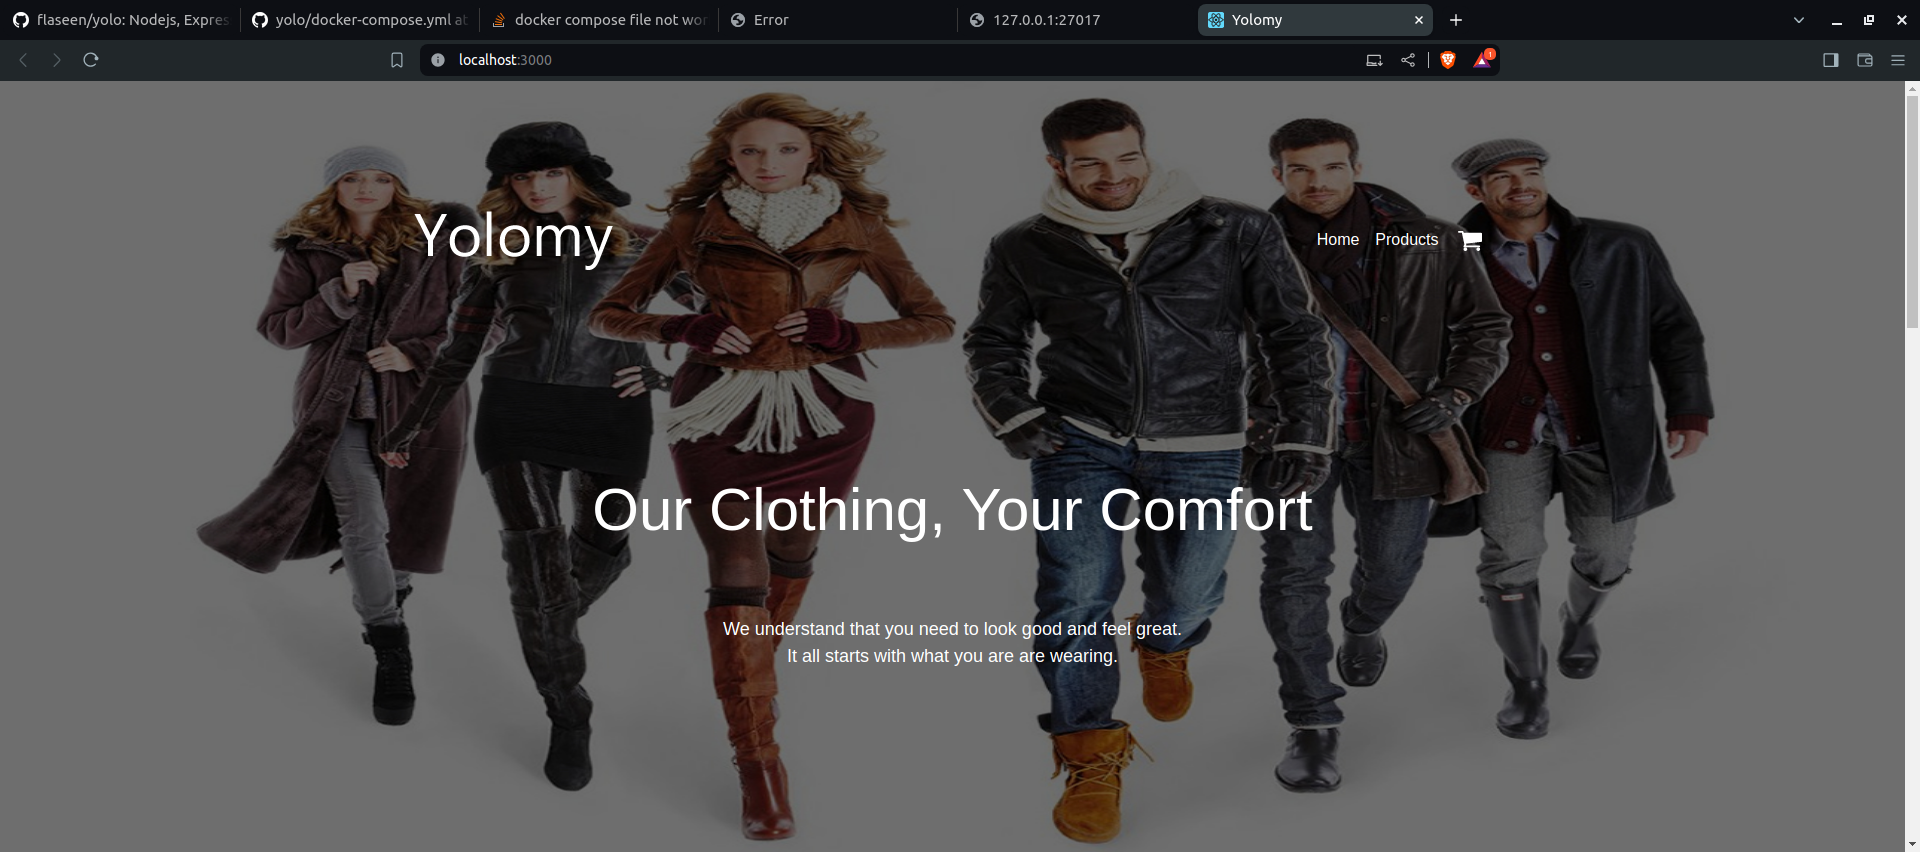 flaseen/yolo: Nodejs, Expres
yolo/docker-compose.yml at
docker compose file not wor
Error
127.0.0.1:27017
Yolomy
localhost:3000
1
Yolomy
Home Products
Our Clothing, Your Comfort
We understand that you need to look good and feel great.
It all starts with what you are are wearing.